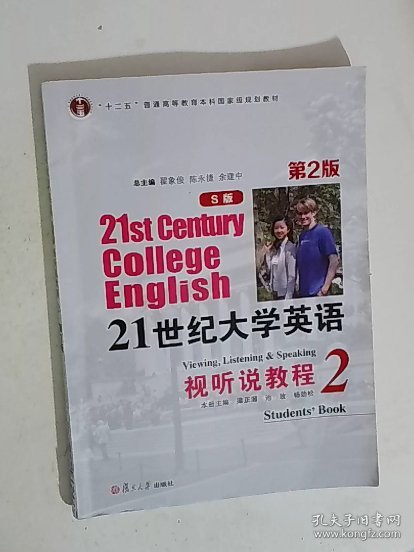 "十二五"普通高等教育本科国家级规划教材
总主编 翟象俊 陈永捷 余建中
第2版
S版
21st Century
College
English
21世纪大学英语
Viewing, Listening & Speaking
视听说教程 2
本册主编
Students' Book
复旦大学出版社
孔夫子旧书网
www.kongfz.com